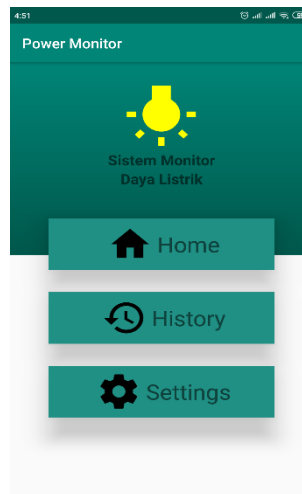 4:51
Power Monitor
Sistem Monitor
Daya Listrik
Home
History
Settings